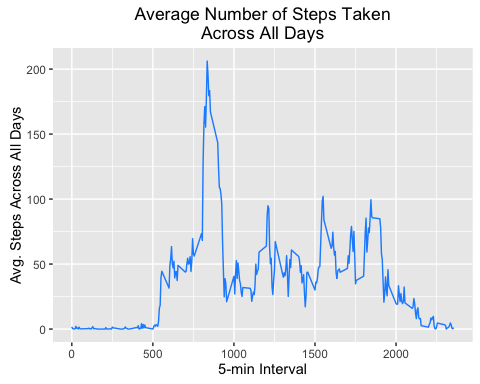 Average Number of Steps Taken
Across All Days
Avg. Steps Across All Days
200
150
100
50
0
0 500 1000 1500 2000
5-min Interval